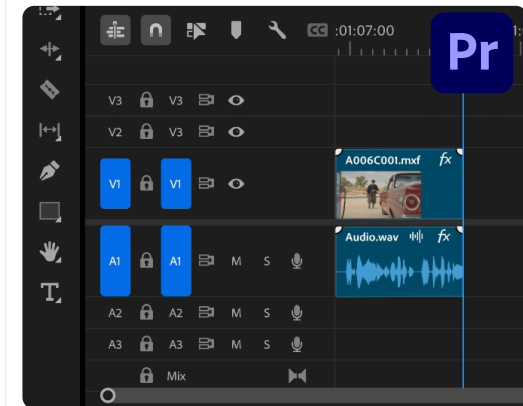 CC :01:07:00
Pr
V3 V3
V2 V3
A006C001.mxf fx
V1 V1
Audio.wav fx
A1 A1 M S
A2 A2 M S
A3 A3 M S
Mix
T